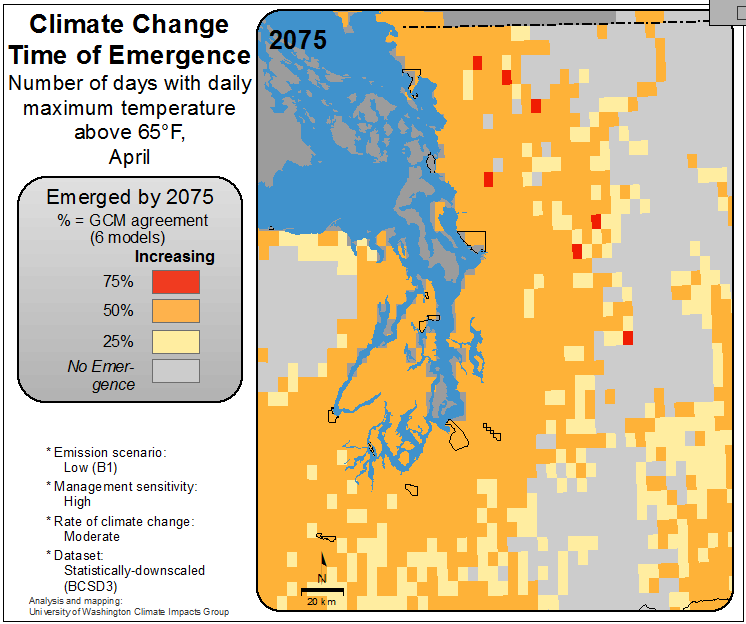 Climate Change
Time of Emergence
Number of days with daily
maximum temperature
above 65°F,
April
2075
Emerged by 2075
% = GCM agreement
(6 models)
Increasing
75%
50%
25%
No Emer-
gence
* Emission scenario:
Low (B1)
* Management sensitivity:
High
* Rate of climate change:
Moderate
* Dataset:
Statistically-downscaled
(BCSD3)
Analysis and mapping:
University of Washington Climate Impacts Group
N
20 km